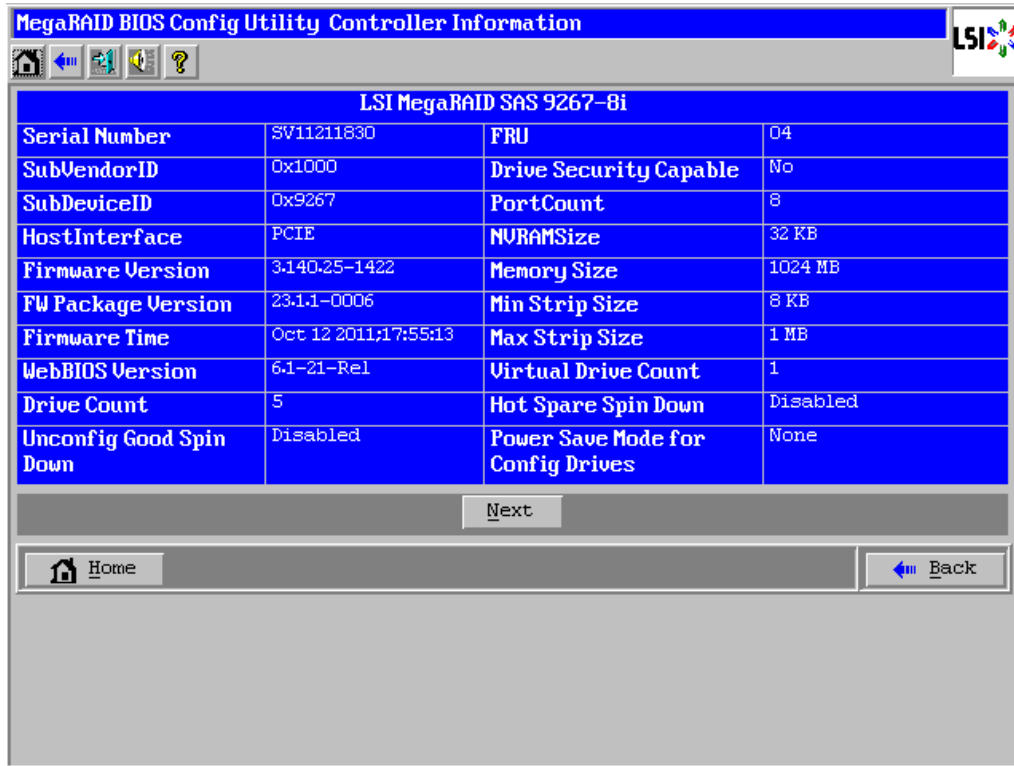 MegaRAID BIOS Config Utility Controller Information
LSI
LSI MegaRAID SAS 9267-8i
Serial Number SV11211830 FRU 04
SubVendorID 0x1000 Drive Security Capable No
SubDeviceID 0x9267 PortCount 8
HostInterface PCIE NVRAMSize 32 KB
Firmware Version 3.140.25-1422 Memory Size 1024 MB
FW Package Version 23.1.1-0006 Min Strip Size 8 KB
Firmware Time Oct 12 2011;17:55:13 Max Strip Size 1 MB
WebBIOS Version 6.1-21-Rel Virtual Drive Count 1
Drive Count 5 Hot Spare Spin Down Disabled
Unconfig Good Spin Disabled Power Save Mode for None
Down Config Drives
Next
Home Back